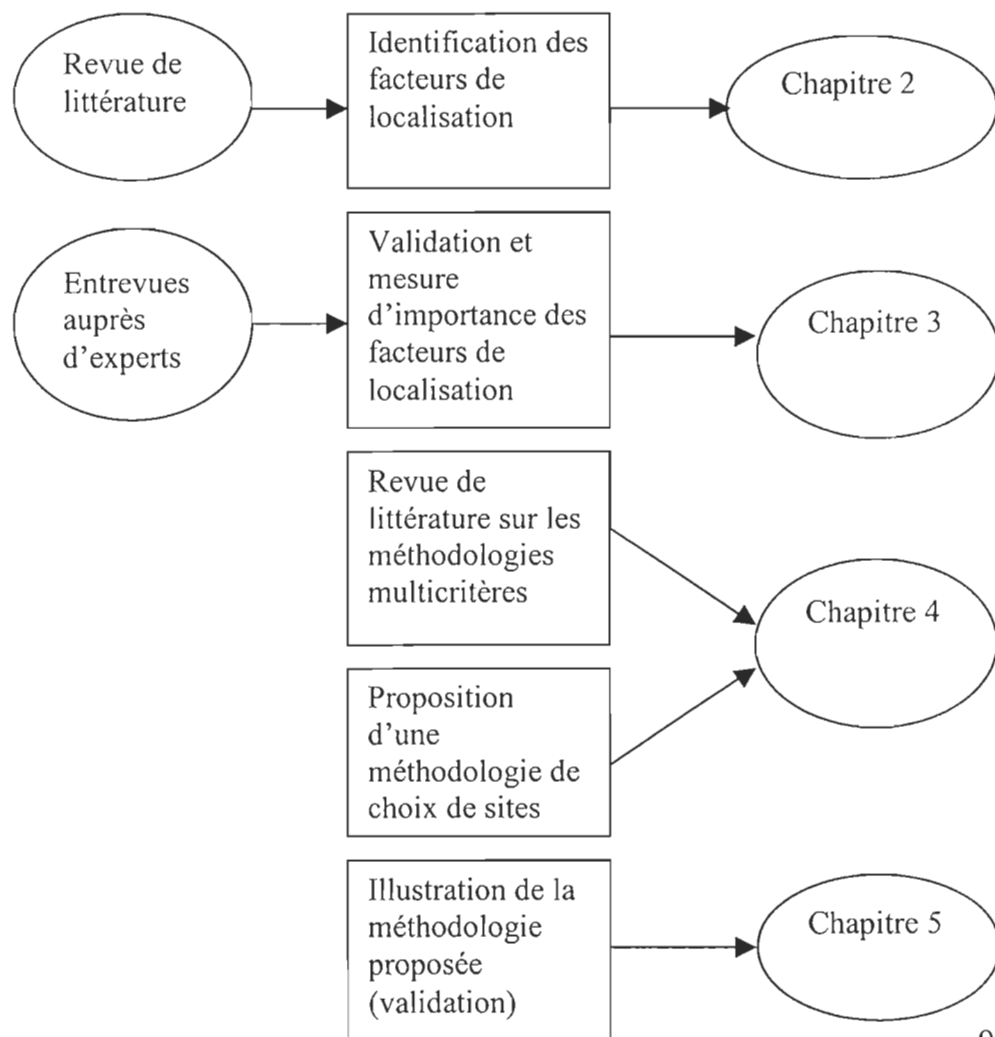 Revue de
littérature
Identification des
facteurs de
localisation
Chapitre 2
Entrevues
auprès
d'experts
Validation et
mesure
d'importance des
facteurs de
localisation
Chapitre 3
Revue de
littérature sur les
méthodologies
multicritères
Chapitre 4
Proposition
d'une
méthodologie de
choix de sites
Illustration de la
méthodologie
proposée
(validation)
Chapitre 5